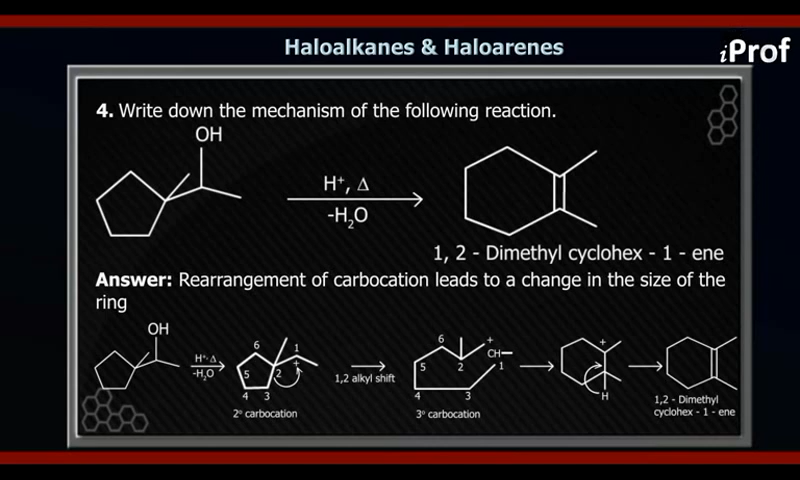 Haloalkanes & Haloarenes
iProf
4. Write down the mechanism of the following reaction.
OH
H⁺, Δ
-H₂O
1, 2 - Dimethyl cyclohex - 1 - ene
Answer: Rearrangement of carbocation leads to a change in the size of the
ring
OH
H⁺, Δ
-H₂O
6
1
+
5
2
4
3
2° carbocation
1,2 alkyl shift
6
+
CH
5
2
1
4
3
3° carbocation
+
H
1,2 - Dimethyl
cyclohex - 1 - ene